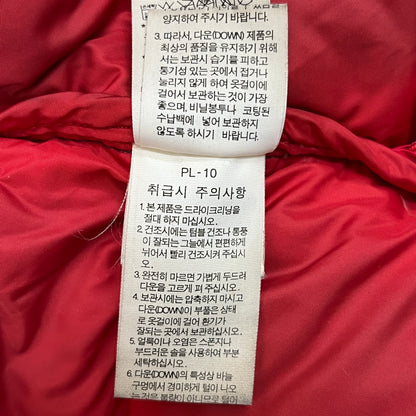 양지하여 주시기 바랍니다.
3. 따라서, 다운(DOWN) 제품의
최상의 품질을 유지하기 위해
서는 보관시 습기를 피하고
통기성 있는 곳에서 접거나
눌리지 않게 하여 옷걸이에
걸어서 보관하는 것이 가장
좋으며, 비닐봉투나 코팅된
수납백에 넣어 보관하지
않도록 하시기 바랍니다.
PL-10
취급시 주의사항
1. 본 제품은 드라이크리닝을
절대 하지 마십시오.
2. 건조시에는 텀블 건조나 통풍
이 잘되는 그늘에서 편편하게
뉘어서 빨리 건조시켜 주십시
오.
3. 완전히 마르면 가볍게 두드려
다운을 고르게 펴 주십시오.
4. 보관시에는 압축하지 마시고
다운(DOWN)이 부품은 상태
로 옷걸이에 걸어 환기가
잘되는 곳에서 보관하십시오.
5. 얼룩이나 오염은 스폰지나
부드러운 솔을 사용하여 부분
세탁하십시오.
6. 다운(DOWN)의 특성상 바늘
구멍에서 경미하게 털이 나오
는 것은 불량이 아니므로 털이